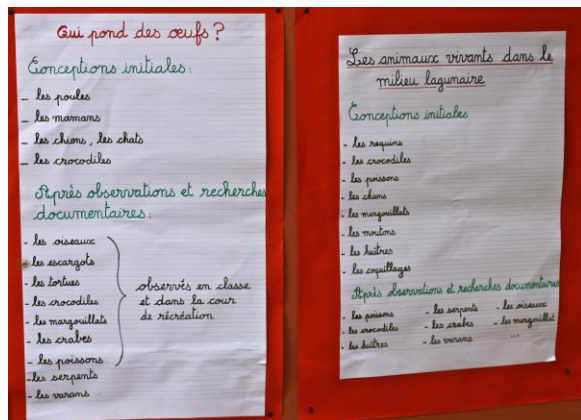 Qui pond des œufs ?
Conceptions initiales :
_ les poules
_ les mamans
_ les chiens, les chats
_ les crocodiles
Après observations et recherches
documentaires :
- les oiseaux
- les escargots
- les tortues
- les crocodiles
- les margouillats
- les crabes
- les poissons
- les serpents
- les varans ...
observés en classe
et dans la cour
de récréation
Les animaux vivants dans le
milieu lagunaire
Conceptions initiales
- les requins
- les crocodiles
- les poissons
- les chiens
- les margouillats
- les moutons
- les huîtres
- les coquillages
Après observations et recherches documentaires
- les poissons - les serpents - les oiseaux
- les crocodiles - les crabes - les margouillat
- les huîtres - les varans ...